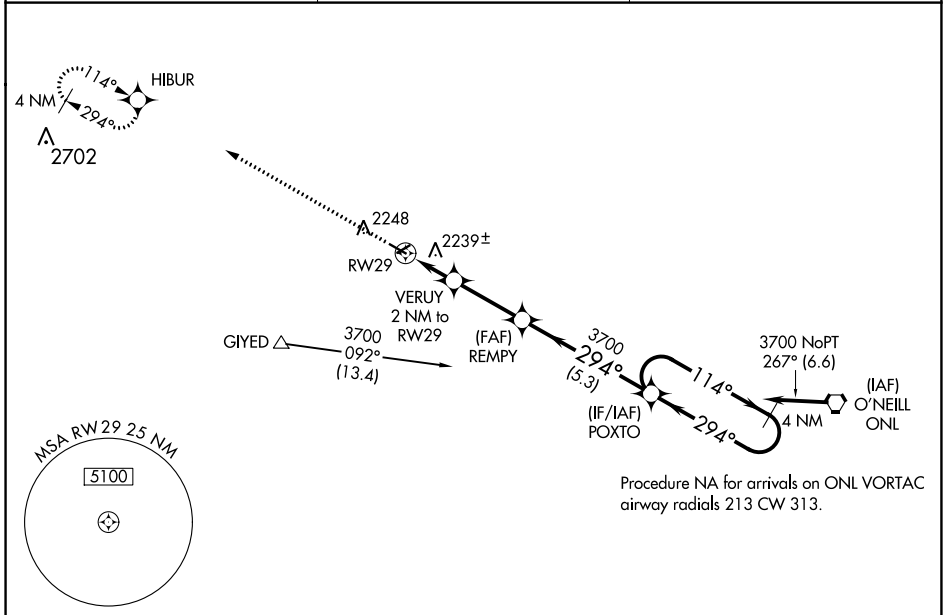 HIBUR
114°
294°
4 NM
2702
2248
2239±
RW29
VERUY
2 NM to
RW29
(FAF)
REMPY
GIYED
3700
092°
(13.4)
3700
294°
(5.3)
(IF/IAF)
POXTO
114°
294°
4 NM
3700 NoPT
267° (6.6)
(IAF)
O'NEILL
ONL
Procedure NA for arrivals on ONL VORTAC
airway radials 213 CW 313.
MSA RW 29 25 NM
5100